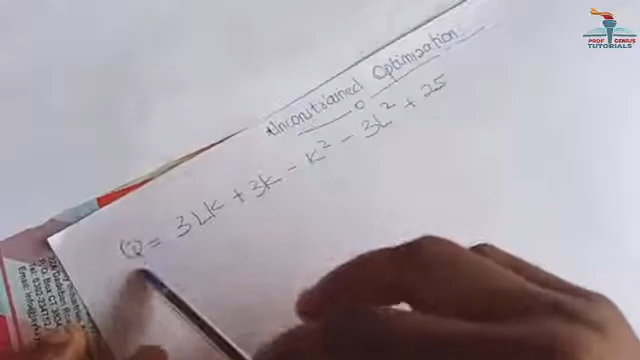 PROF GENIUS
TUTORIALS
Unconstrained Optimization
Q = 3LK + 3K - K² - 3L² + 25